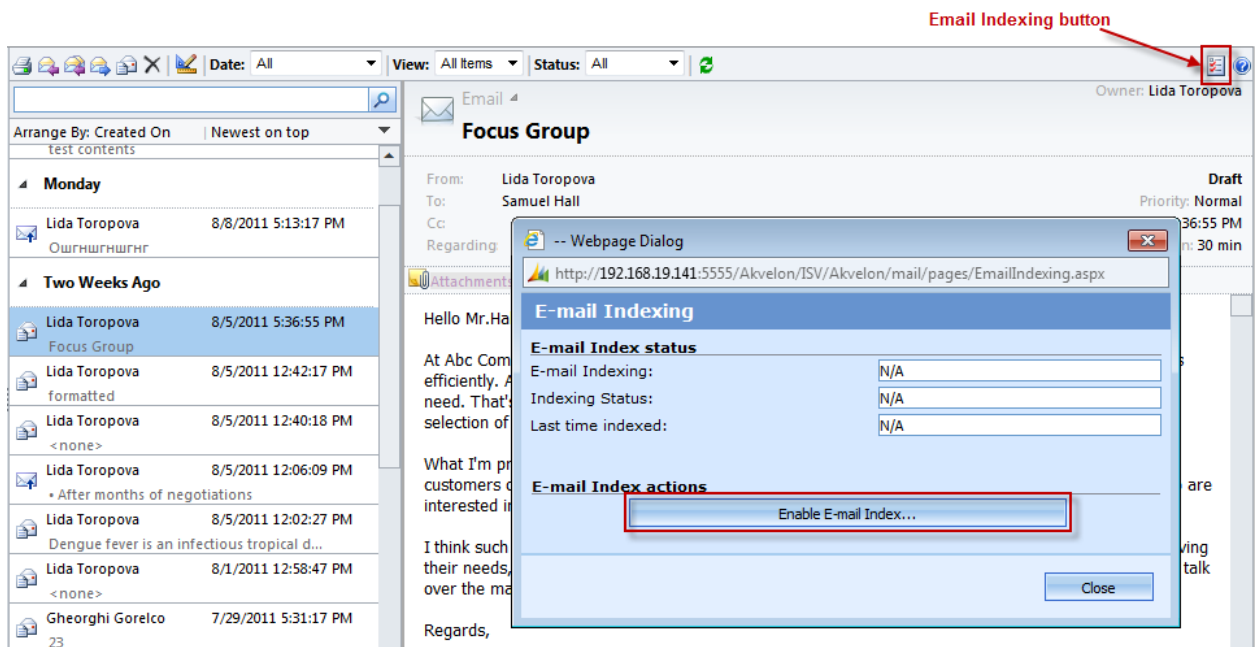 Email Indexing button
Date: All View: All Items Status: All
Arrange By: Created On Newest on top
test contents
Monday
Lida Toropova 8/8/2011 5:13:17 PM
Ошгншгншгнг
Two Weeks Ago
Lida Toropova 8/5/2011 5:36:55 PM
Focus Group
Lida Toropova 8/5/2011 12:42:17 PM
formatted
Lida Toropova 8/5/2011 12:40:18 PM
<none>
Lida Toropova 8/5/2011 12:06:09 PM
• After months of negotiations
Lida Toropova 8/5/2011 12:02:27 PM
Dengue fever is an infectious tropical d...
Lida Toropova 8/1/2011 12:58:47 PM
<none>
Gheorghi Gorelco 7/29/2011 5:31:17 PM
23
Email
Owner: Lida Toropova
Focus Group
From: Lida Toropova Draft
To: Samuel Hall Priority: Normal
Cc: 36:55 PM
Regarding: n: 30 min
Attachments
Hello Mr.Ha
At Abc Com s
efficiently. A
need. That's
selection of
What I'm pr
customers o are
interested in
I think such ving
their needs, talk
over the ma
Regards,
-- Webpage Dialog
http://192.168.19.141:5555/Akvelon/ISV/Akvelon/mail/pages/EmailIndexing.aspx
E-mail Indexing
E-mail Index status
E-mail Indexing: N/A
Indexing Status: N/A
Last time indexed: N/A
E-mail Index actions
Enable E-mail Index...
Close